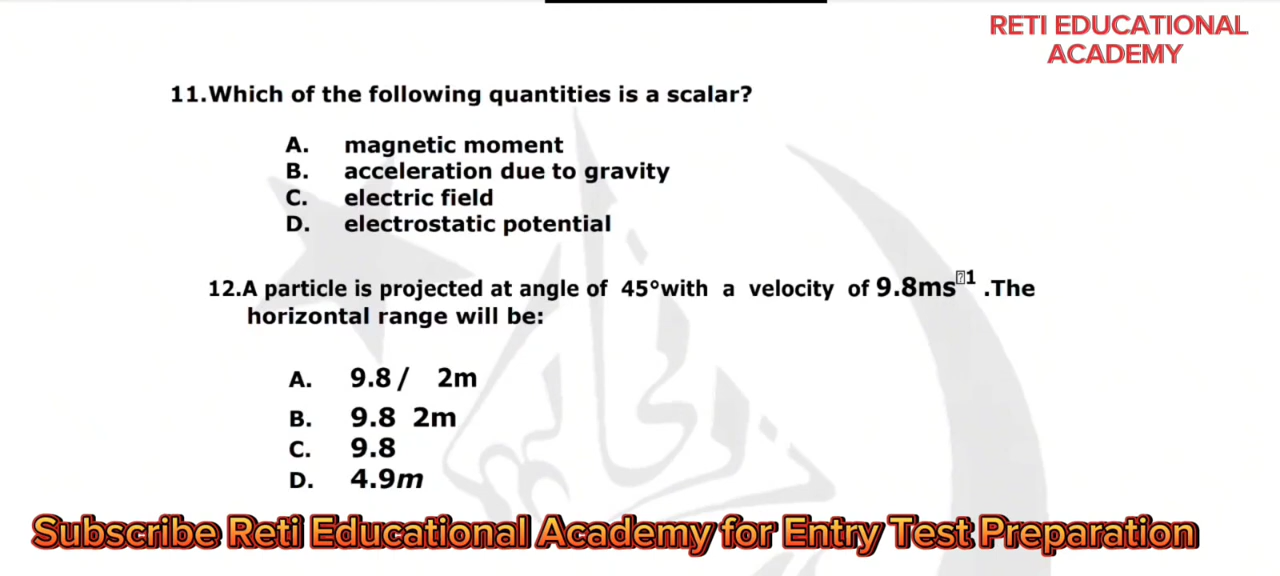 RETI EDUCATIONAL
ACADEMY
11.Which of the following quantities is a scalar?
A. magnetic moment
B. acceleration due to gravity
C. electric field
D. electrostatic potential
12.A particle is projected at angle of 45°with a velocity of 9.8ms⍰1 .The
horizontal range will be:
A. 9.8/ 2m
B. 9.8 2m
C. 9.8
D. 4.9m
Subscribe Reti Educational Academy for Entry Test Preparation